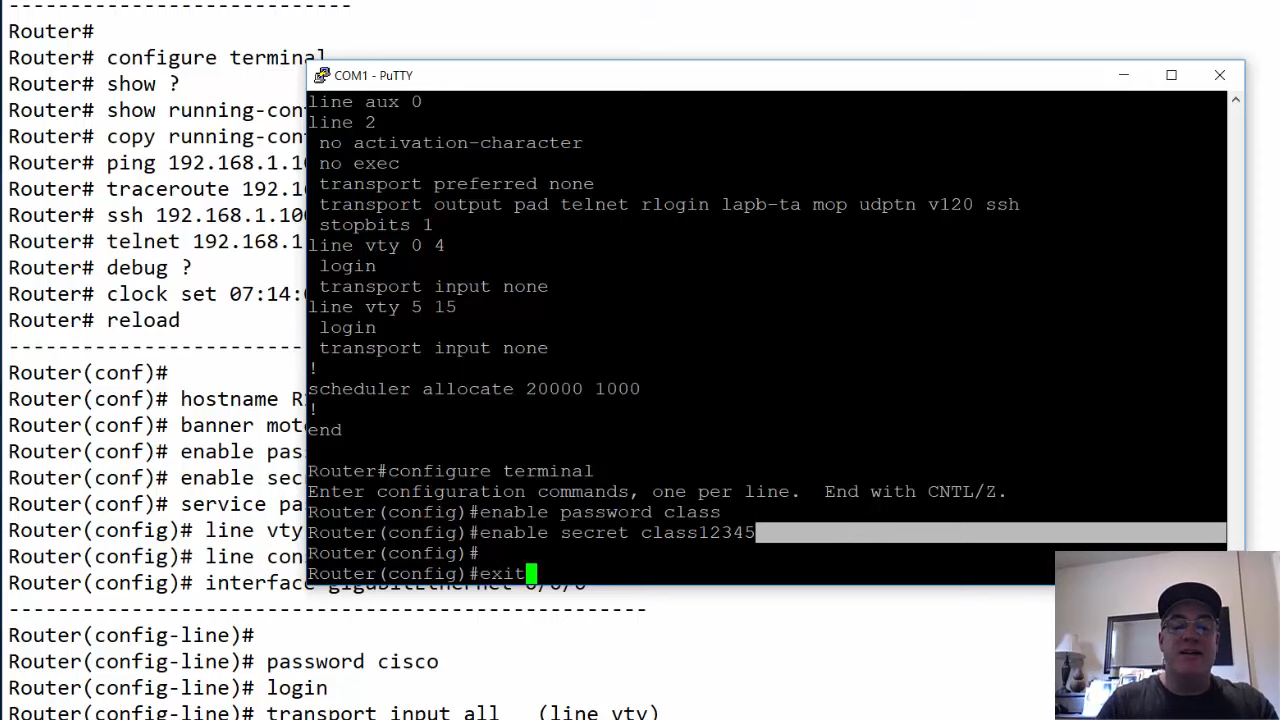 Router#
Router# configure terminal
Router# show ?
Router# show running-con
Router# copy running-con
Router# ping 192.168.1.10
Router# traceroute 192.1
Router# ssh 192.168.1.100
Router# telnet 192.168.1
Router# debug ?
Router# clock set 07:14:
Router# reload
Router(conf)#
Router(conf)# hostname R
Router(conf)# banner mot
Router(conf)# enable pas
Router(conf)# enable sec
Router(conf)# service pa
Router(config)# line vty
Router(config)# line con
Router(config)# interface gigabitEthernet 0/0/0
Router(config-line)#
Router(config-line)# password cisco
Router(config-line)# login
Router(config-line)# transport input all (line vty)
COM1 - PuTTY
line aux 0
line 2
no activation-character
no exec
transport preferred none
transport output pad telnet rlogin lapb-ta mop udptn v120 ssh
stopbits 1
line vty 0 4
login
transport input none
line vty 5 15
login
transport input none
!
scheduler allocate 20000 1000
!
end
Router#configure terminal
Enter configuration commands, one per line.  End with CNTL/Z.
Router(config)#enable password class
Router(config)#enable secret class12345
Router(config)#
Router(config)#exit